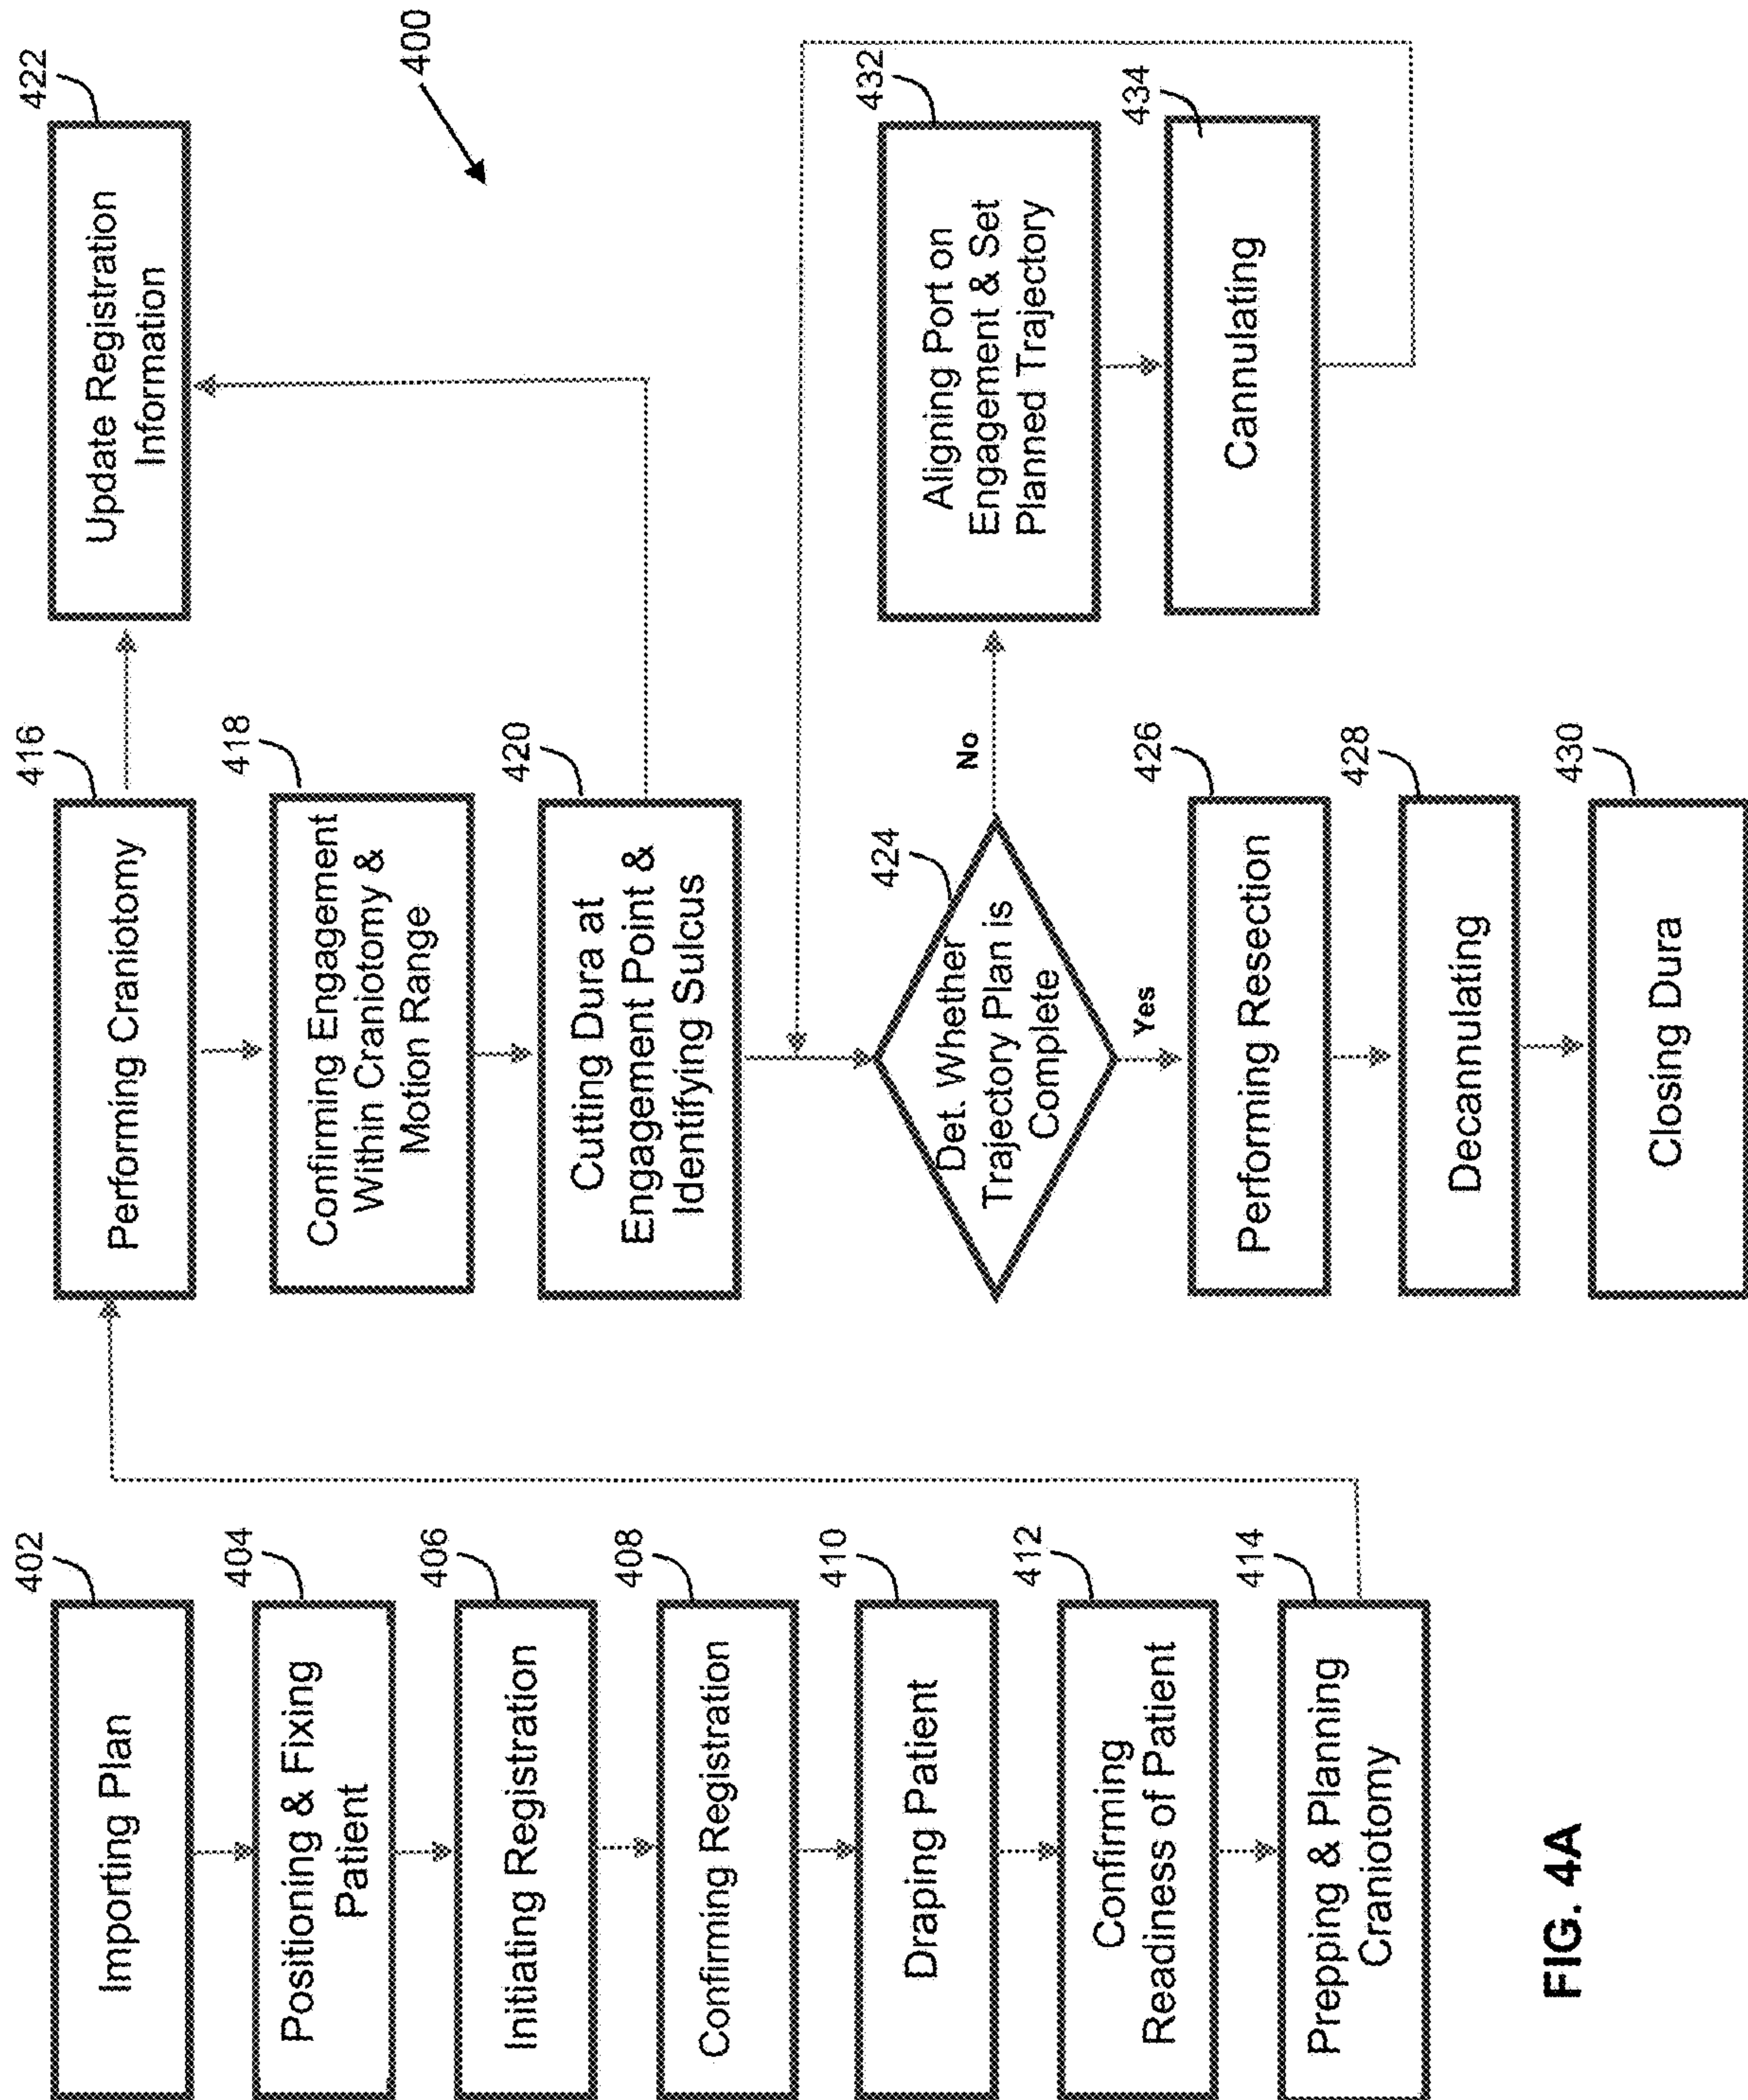 402
Importing Plan
404
Positioning & Fixing
Patient
406
Initiating Registration
408
Confirming Registration
410
Draping Patient
412
Confirming
Readiness of Patient
414
Prepping & Planning
Craniotomy
416
Performing Craniotomy
418
Confirming Engagement
Within Craniotomy &
Motion Range
420
Cutting Dura at
Engagement Point &
Identifying Sulcus
422
Update Registration
Information
400
424
Det. Whether
Trajectory Plan is
Complete
No
Yes
432
Aligning Port on
Engagement & Set
Planned Trajectory
434
Cannulating
426
Performing Resection
428
Decannulating
430
Closing Dura
FIG. 4A